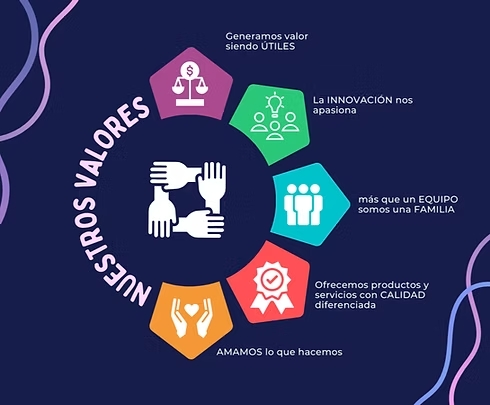 NUESTROS VALORES
Generamos valor
siendo ÚTILES
$
La INNOVACIÓN nos
apasiona
más que un EQUIPO
somos una FAMILIA
Ofrecemos productos y
servicios con CALIDAD
diferenciada
AMAMOS lo que hacemos